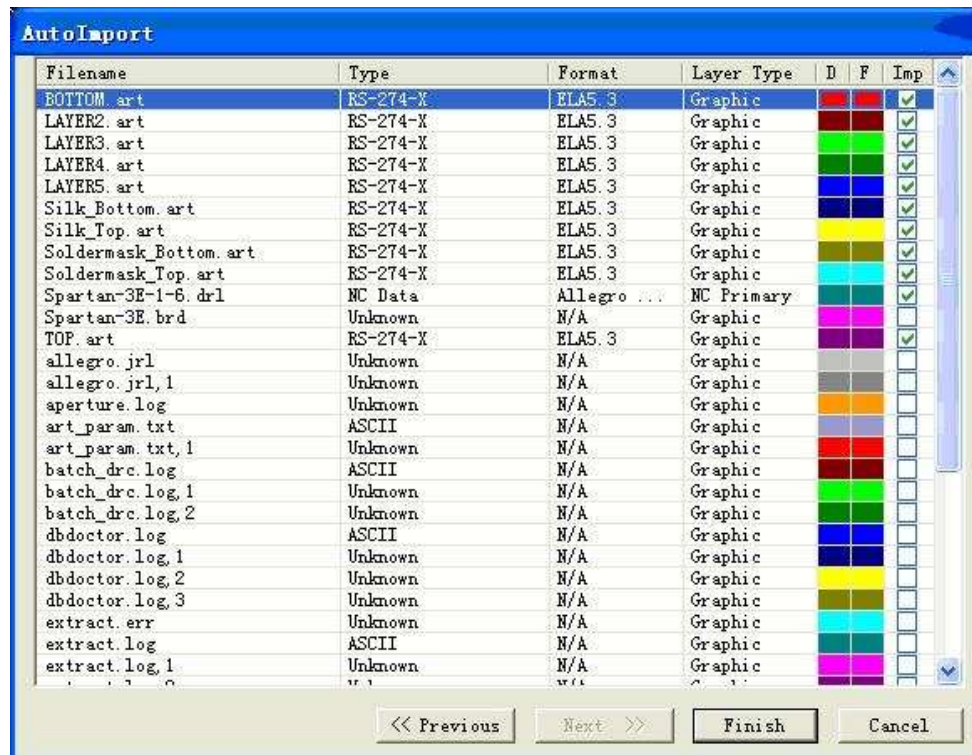 AutoImport
Filename Type Format Layer Type D F Imp
BOTTOM.art RS-274-X ELA5.3 Graphic
LAYER2.art RS-274-X ELA5.3 Graphic
LAYER3.art RS-274-X ELA5.3 Graphic
LAYER4.art RS-274-X ELA5.3 Graphic
LAYER5.art RS-274-X ELA5.3 Graphic
Silk_Bottom.art RS-274-X ELA5.3 Graphic
Silk_Top.art RS-274-X ELA5.3 Graphic
Soldermask_Bottom.art RS-274-X ELA5.3 Graphic
Soldermask_Top.art RS-274-X ELA5.3 Graphic
Spartan-3E-1-6.drl NC Data Allegro ... NC Primary
Spartan-3E.brd Unknown N/A Graphic
TOP.art RS-274-X ELA5.3 Graphic
allegro.jrl Unknown N/A Graphic
allegro.jrl,1 Unknown N/A Graphic
aperture.log Unknown N/A Graphic
art_param.txt ASCII N/A Graphic
art_param.txt,1 Unknown N/A Graphic
batch_drc.log ASCII N/A Graphic
batch_drc.log,1 Unknown N/A Graphic
batch_drc.log,2 Unknown N/A Graphic
dbdoctor.log ASCII N/A Graphic
dbdoctor.log,1 Unknown N/A Graphic
dbdoctor.log,2 Unknown N/A Graphic
dbdoctor.log,3 Unknown N/A Graphic
extract.err Unknown N/A Graphic
extract.log ASCII N/A Graphic
extract.log,1 Unknown N/A Graphic
<< Previous Next >> Finish Cancel